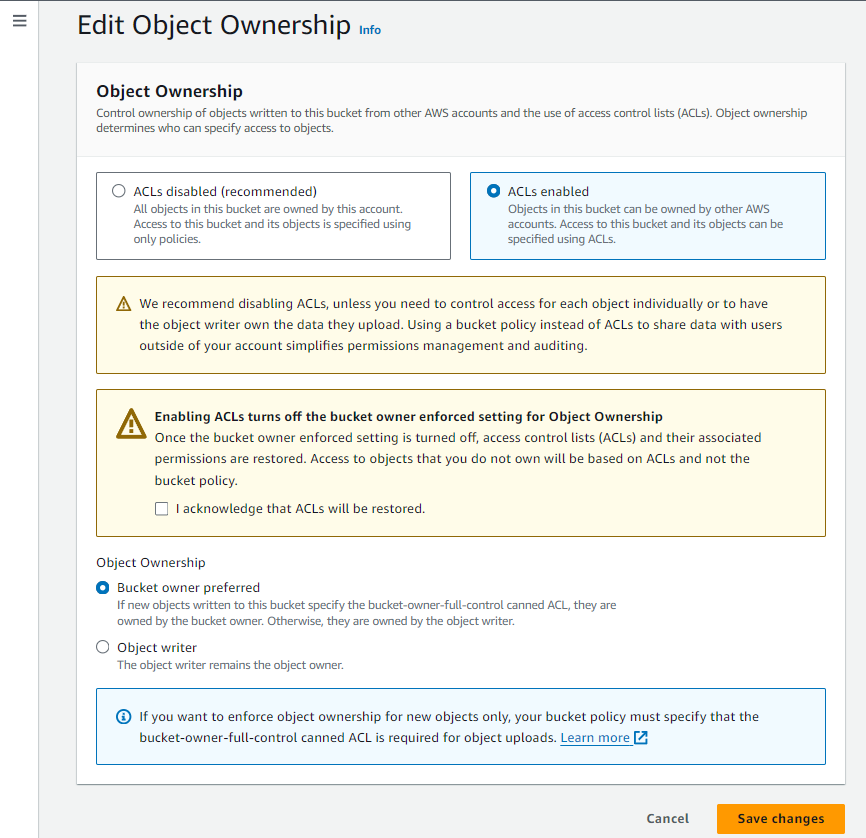 Edit Object Ownership Info
Object Ownership
Control ownership of objects written to this bucket from other AWS accounts and the use of access control lists (ACLs). Object ownership
determines who can specify access to objects.
ACLs disabled (recommended)
All objects in this bucket are owned by this account.
Access to this bucket and its objects is specified using
only policies.
ACLs enabled
Objects in this bucket can be owned by other AWS
accounts. Access to this bucket and its objects can be
specified using ACLs.
We recommend disabling ACLs, unless you need to control access for each object individually or to have
the object writer own the data they upload. Using a bucket policy instead of ACLs to share data with users
outside of your account simplifies permissions management and auditing.
Enabling ACLs turns off the bucket owner enforced setting for Object Ownership
Once the bucket owner enforced setting is turned off, access control lists (ACLs) and their associated
permissions are restored. Access to objects that you do not own will be based on ACLs and not the
bucket policy.
I acknowledge that ACLs will be restored.
Object Ownership
Bucket owner preferred
If new objects written to this bucket specify the bucket-owner-full-control canned ACL, they are
owned by the bucket owner. Otherwise, they are owned by the object writer.
Object writer
The object writer remains the object owner.
If you want to enforce object ownership for new objects only, your bucket policy must specify that the
bucket-owner-full-control canned ACL is required for object uploads. Learn more
Cancel
Save changes